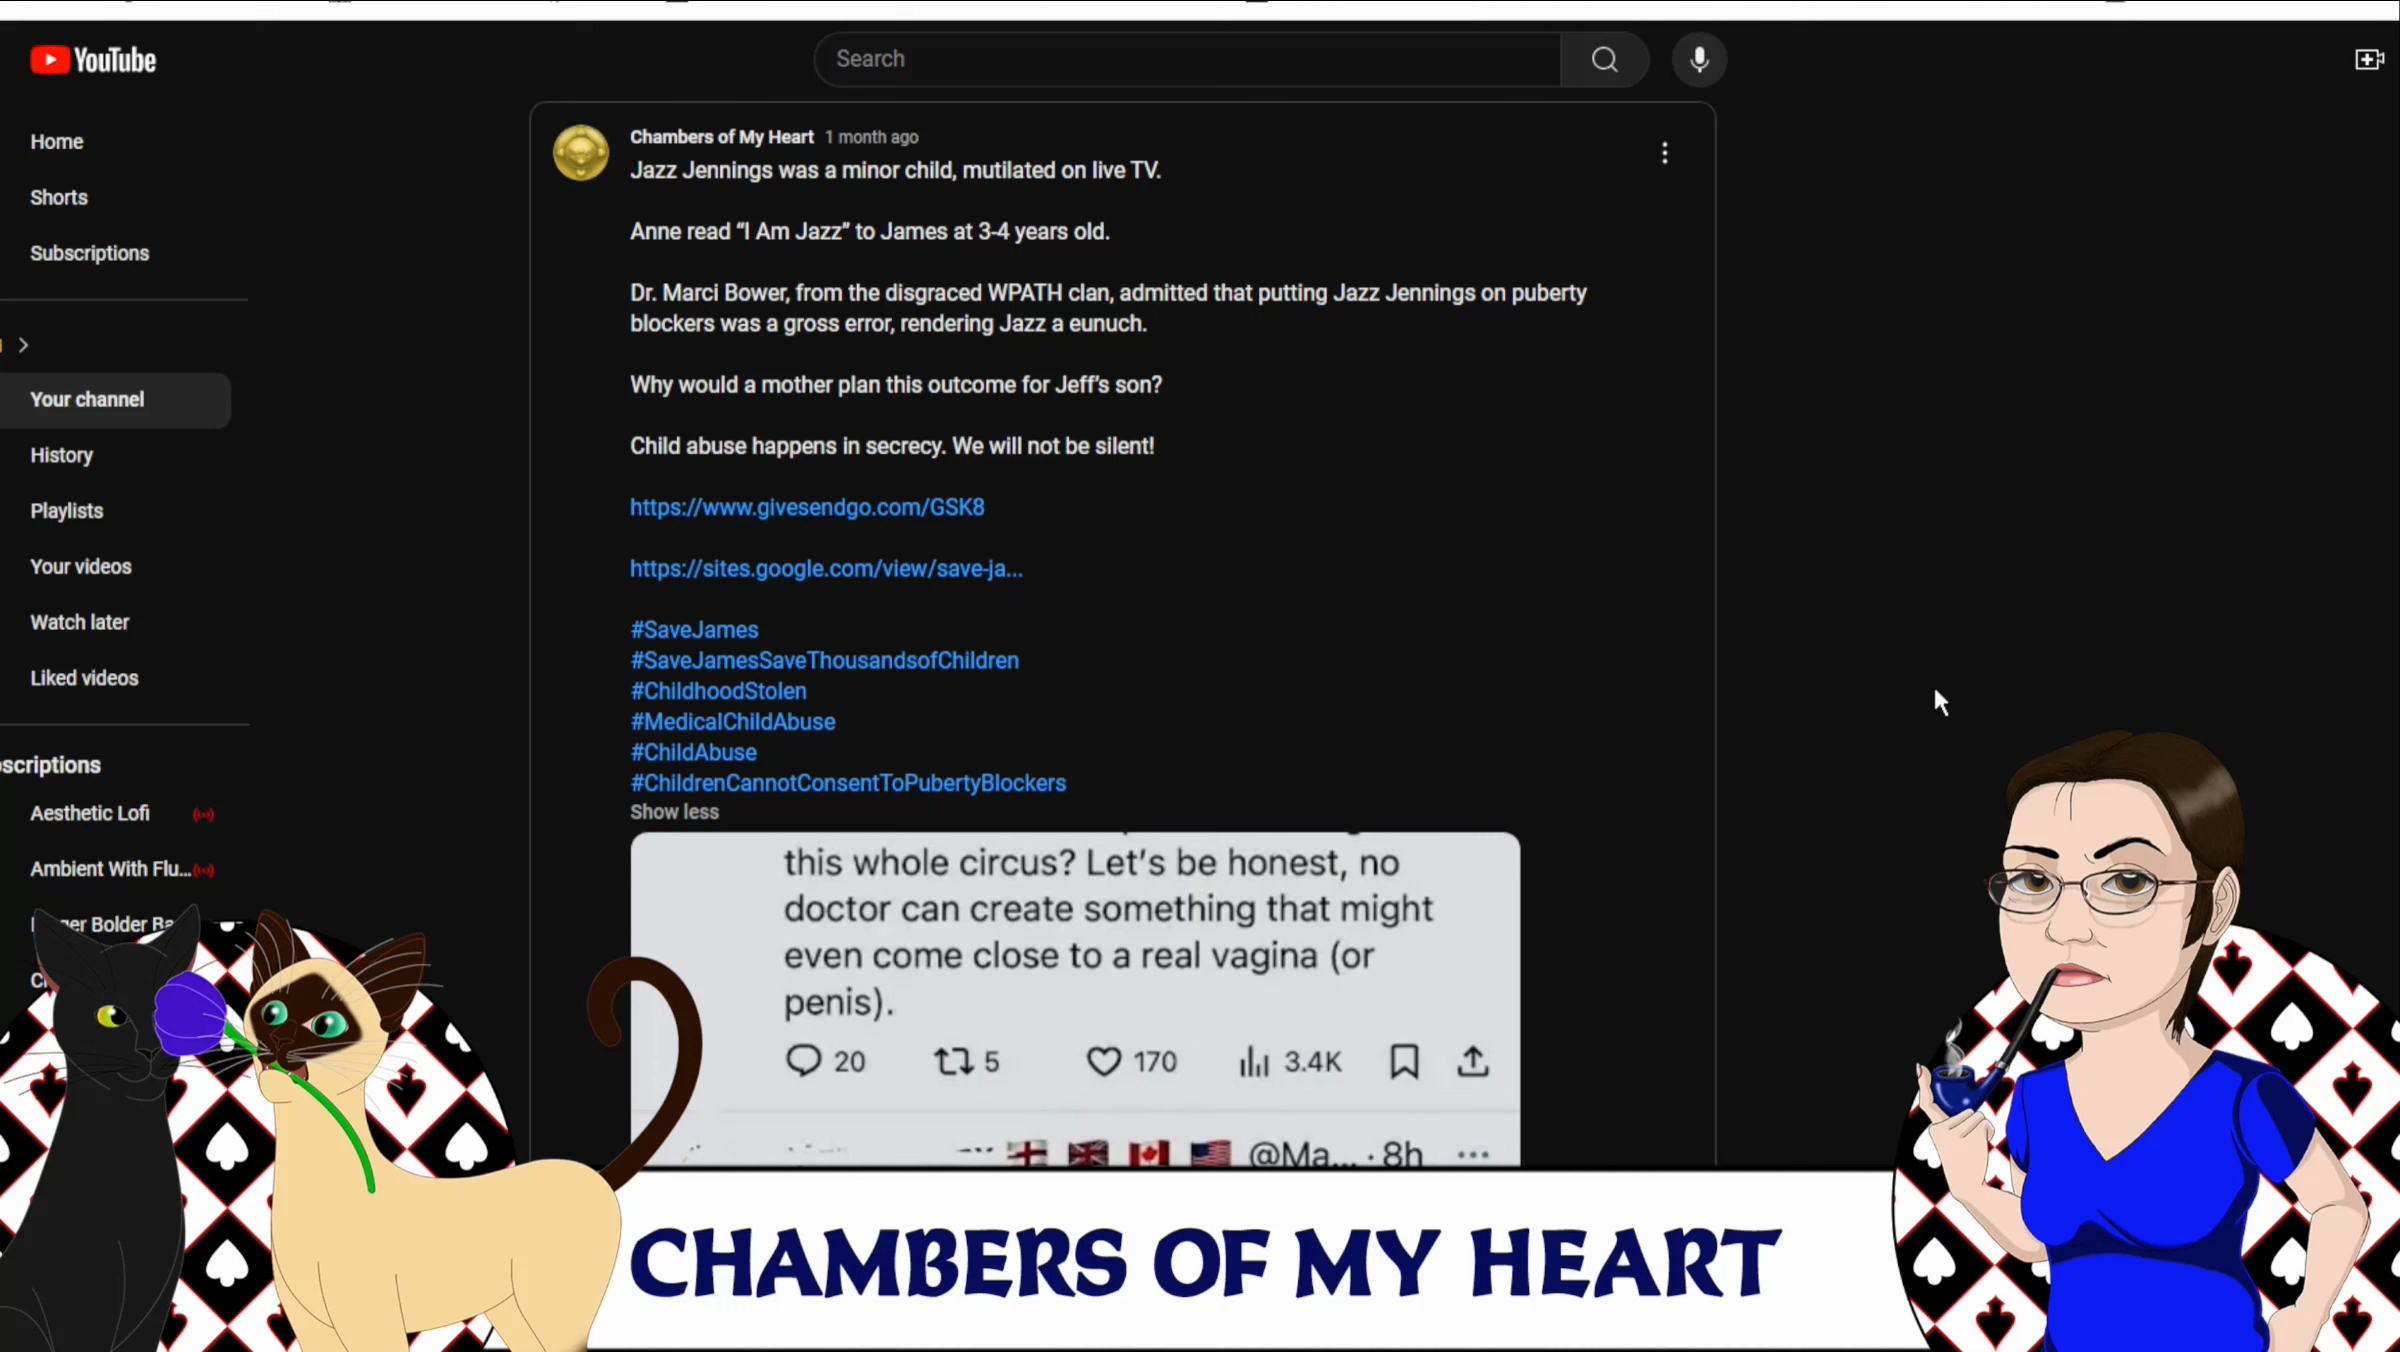 YouTube
Search
Home
Shorts
Subscriptions
Your channel
History
Playlists
Your videos
Watch later
Liked videos
scriptions
Aesthetic Lofi
Ambient With Flu...
Bolder
Chambers of My Heart 1 month ago
Jazz Jennings was a minor child, mutilated on live TV.
Anne read “I Am Jazz” to James at 3-4 years old.
Dr. Marci Bower, from the disgraced WPATH clan, admitted that putting Jazz Jennings on puberty
blockers was a gross error, rendering Jazz a eunuch.
Why would a mother plan this outcome for Jeff’s son?
Child abuse happens in secrecy. We will not be silent!
https://www.givesendgo.com/GSK8
https://sites.google.com/view/save-ja...
#SaveJames
#SaveJamesSaveThousandsofChildren
#ChildhoodStolen
#MedicalChildAbuse
#ChildAbuse
#ChildrenCannotConsentToPubertyBlockers
Show less
this whole circus? Let’s be honest, no
doctor can create something that might
even come close to a real vagina (or
penis).
20 5 170 3.4K
@Ma... · 8h ...
CHAMBERS OF MY HEART